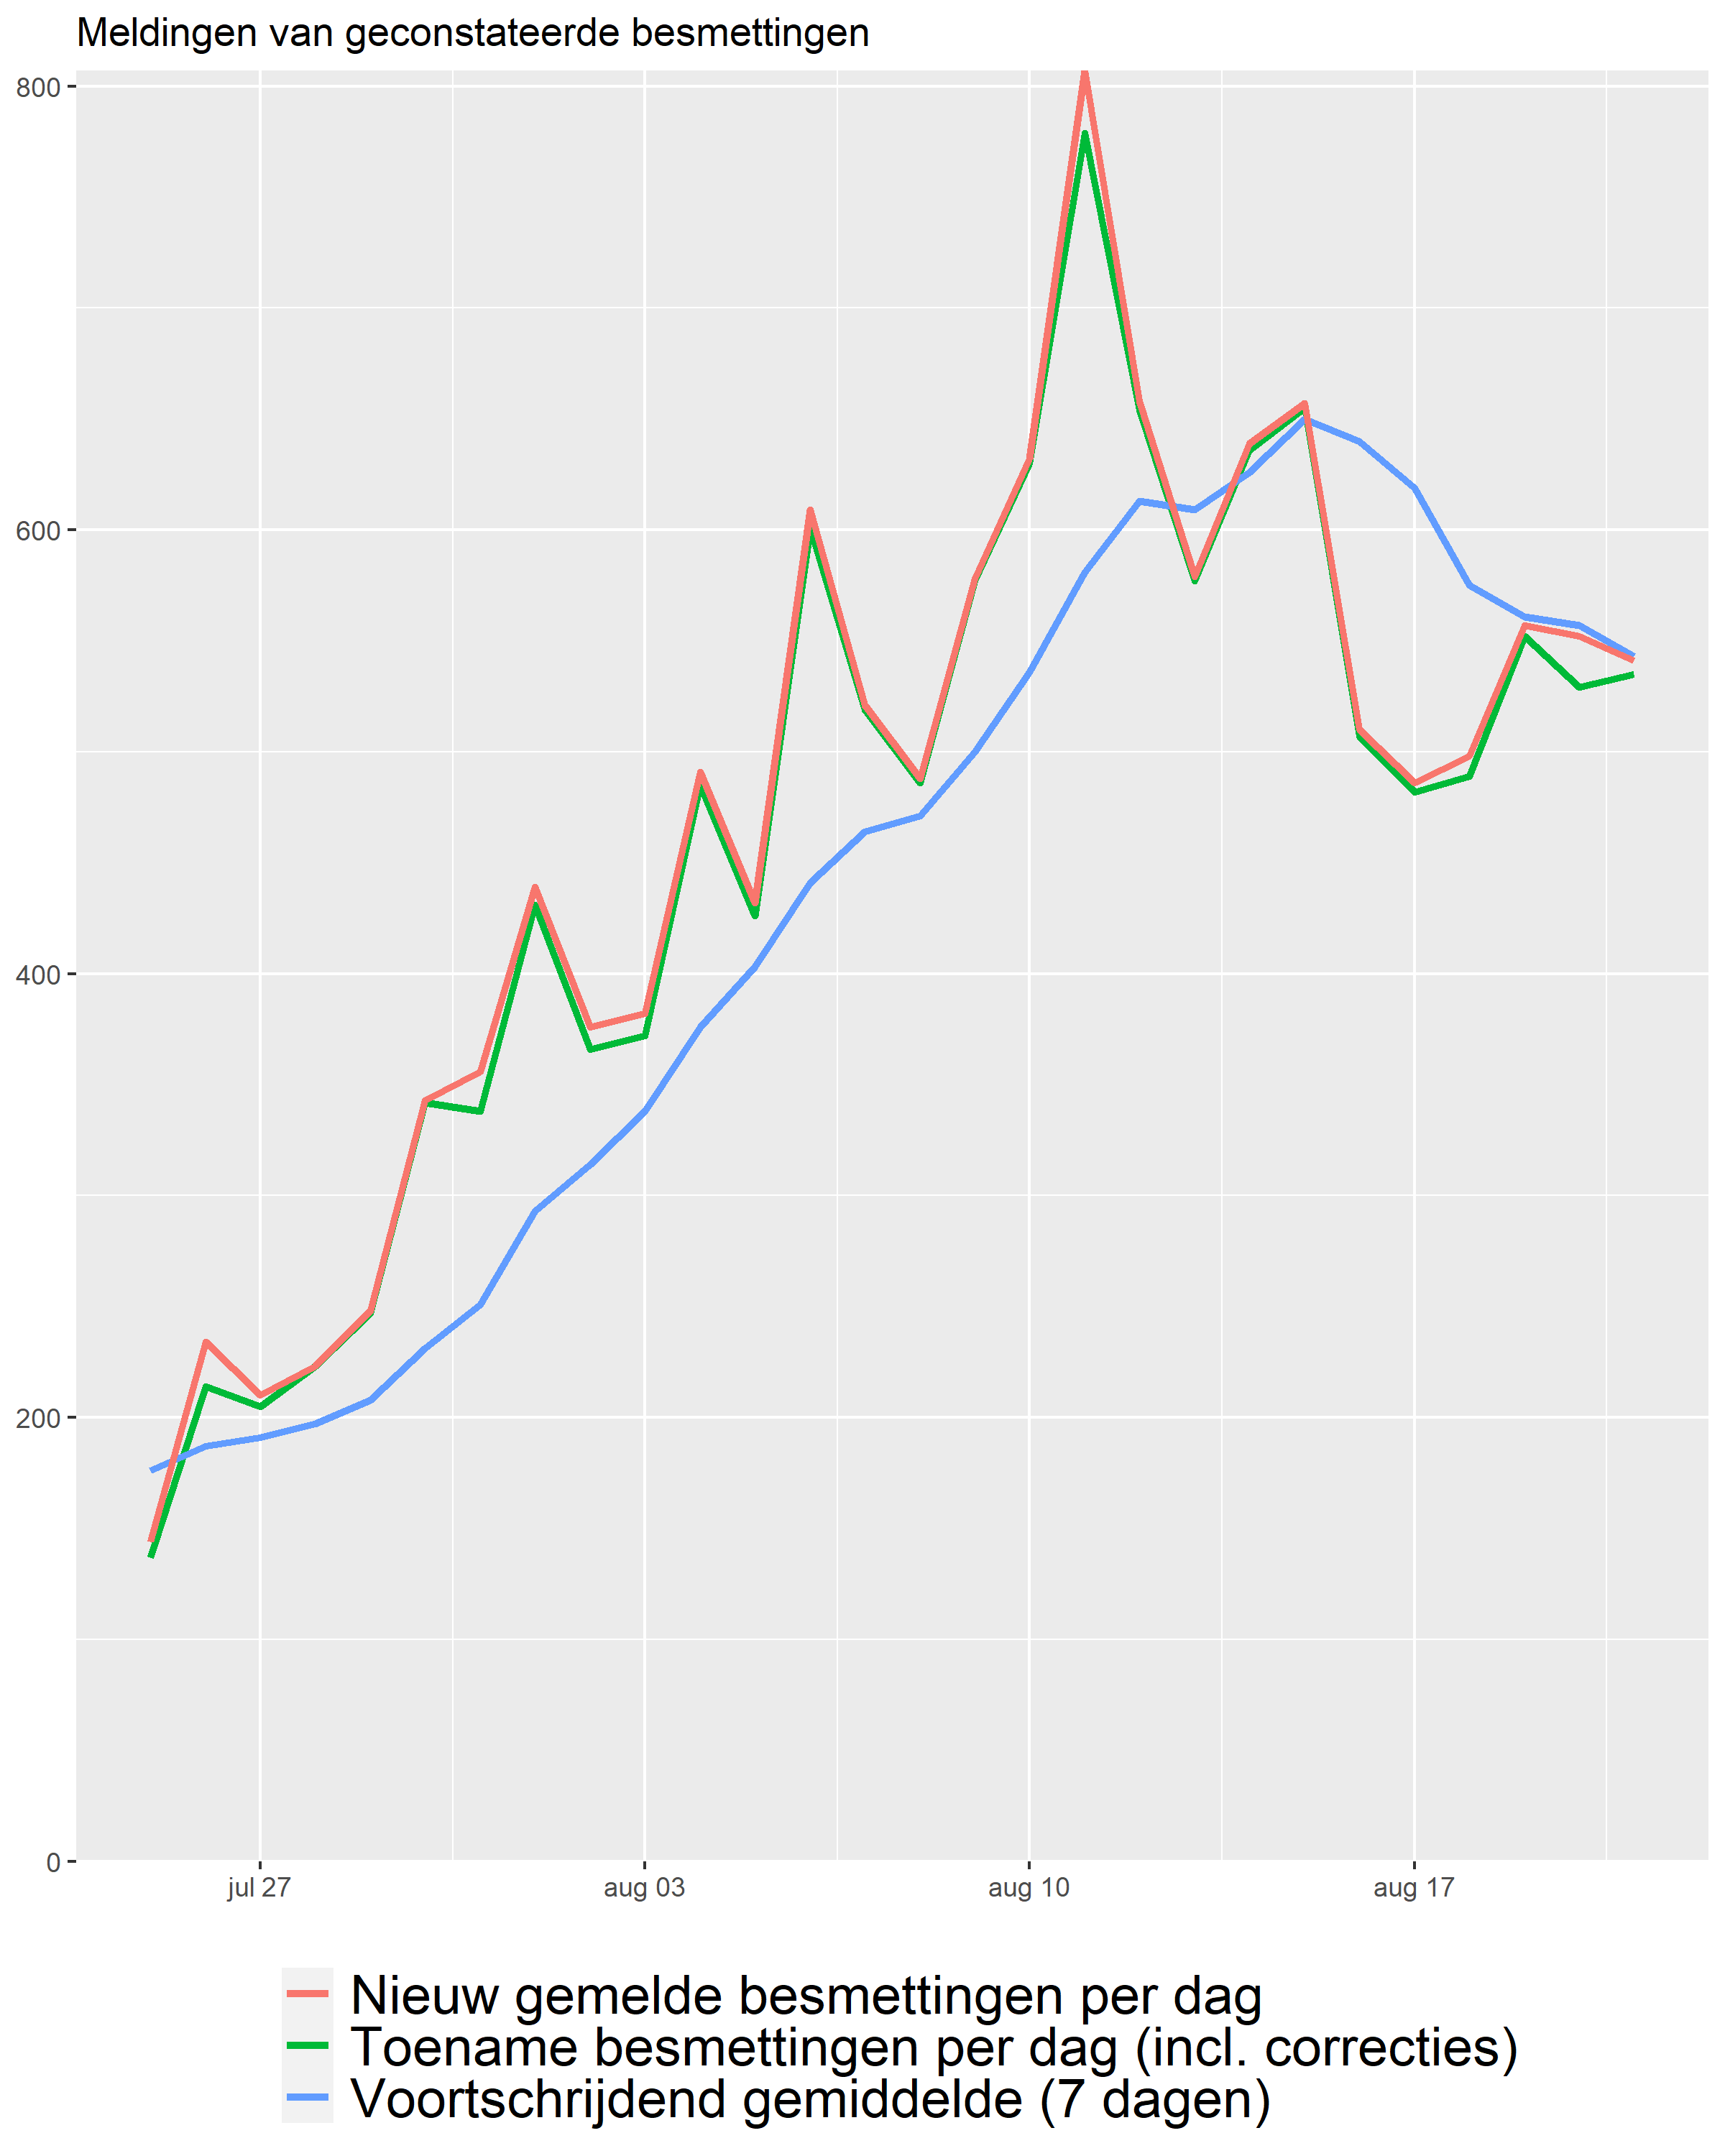 Meldingen van geconstateerde besmettingen
800
600
400
200
0
jul 27 aug 03 aug 10 aug 17
Nieuw gemelde besmettingen per dag
Toename besmettingen per dag (incl. correcties)
Voortschrijdend gemiddelde (7 dagen)